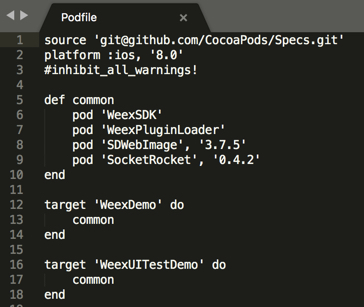 Podfile ×
1 source 'git@github.com/CocoaPods/Specs.git'
2 platform :ios, '8.0'
3 #inhibit_all_warnings!
4
5 def common
6     pod 'WeexSDK'
7     pod 'WeexPluginLoader'
8     pod 'SDWebImage', '3.7.5'
9     pod 'SocketRocket', '0.4.2'
10 end
11
12 target 'WeexDemo' do
13     common
14 end
15
16 target 'WeexUITestDemo' do
17     common
18 end